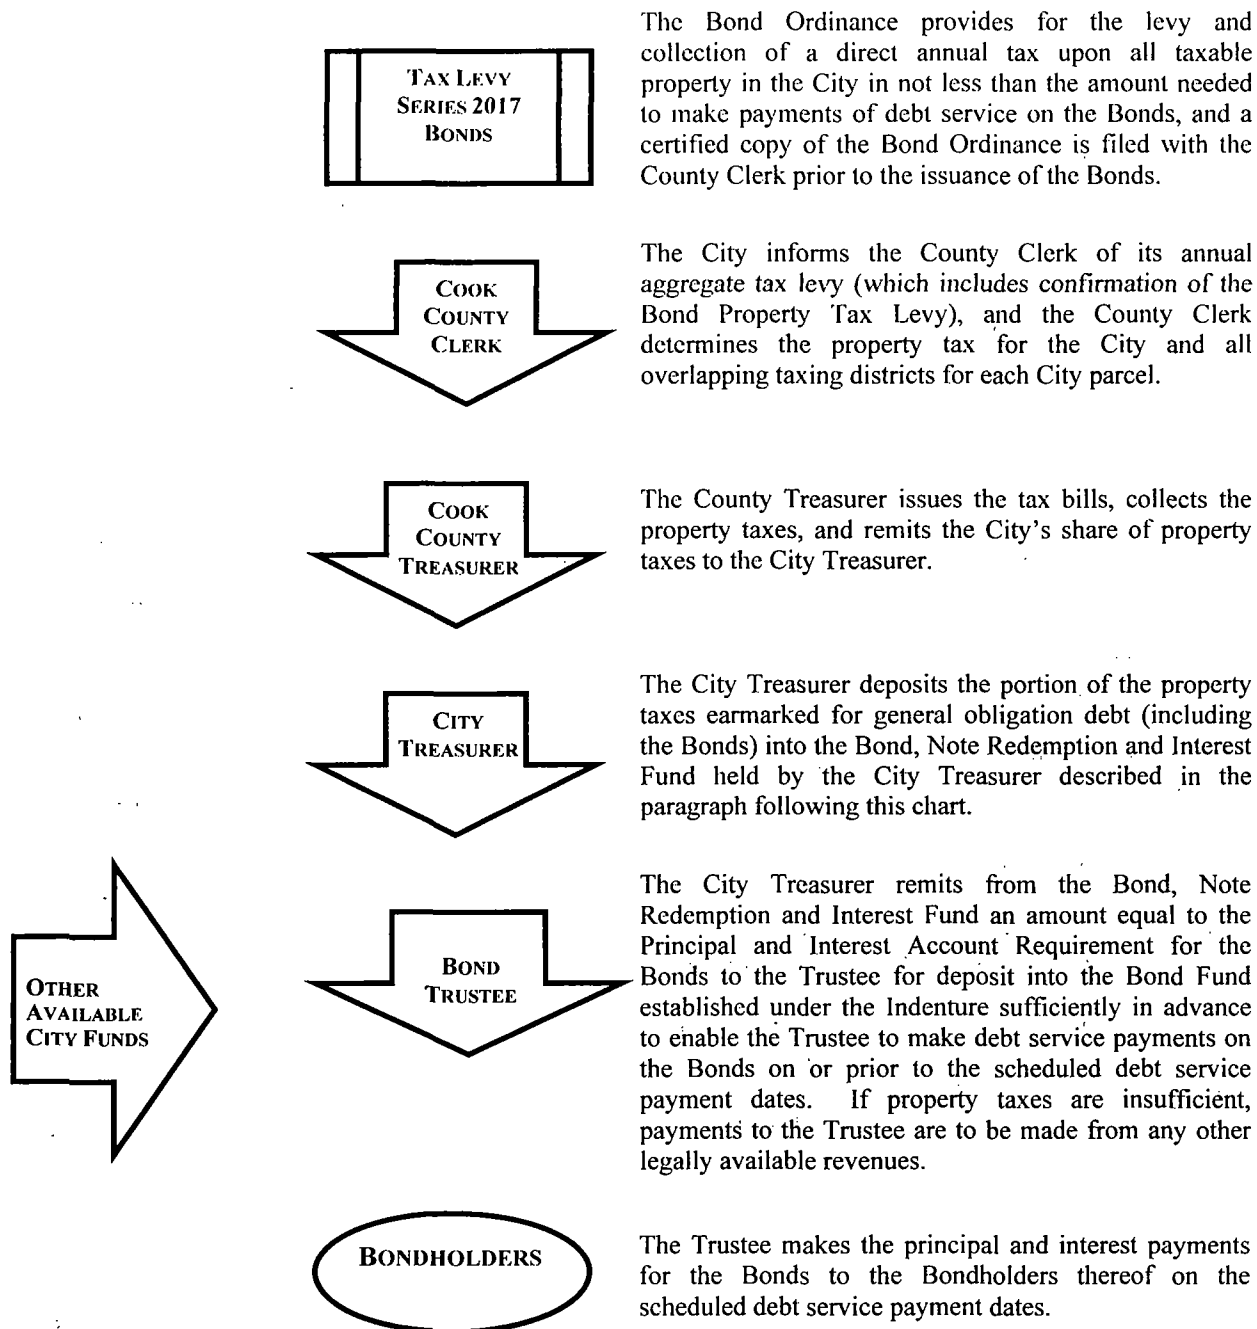 TAX LEVY
SERIES 2017
BONDS
The Bond Ordinance provides for the levy and
collection of a direct annual tax upon all taxable
property in the City in not less than the amount needed
to make payments of debt service on the Bonds, and a
certified copy of the Bond Ordinance is filed with the
County Clerk prior to the issuance of the Bonds.
COOK
COUNTY
CLERK
The City informs the County Clerk of its annual
aggregate tax levy (which includes confirmation of the
Bond Property Tax Levy), and the County Clerk
determines the property tax for the City and all
overlapping taxing districts for each City parcel.
COOK
COUNTY
TREASURER
The County Treasurer issues the tax bills, collects the
property taxes, and remits the City's share of property
taxes to the City Treasurer.
CITY
TREASURER
The City Treasurer deposits the portion of the property
taxes earmarked for general obligation debt (including
the Bonds) into the Bond, Note Redemption and Interest
Fund held by the City Treasurer described in the
paragraph following this chart.
OTHER
AVAILABLE
CITY FUNDS
BOND
TRUSTEE
The City Treasurer remits from the Bond, Note
Redemption and Interest Fund an amount equal to the
Principal and Interest Account Requirement for the
Bonds to the Trustee for deposit into the Bond Fund
established under the Indenture sufficiently in advance
to enable the Trustee to make debt service payments on
the Bonds on or prior to the scheduled debt service
payment dates. If property taxes are insufficient,
payments to the Trustee are to be made from any other
legally available revenues.
BONDHOLDERS
The Trustee makes the principal and interest payments
for the Bonds to the Bondholders thereof on the
scheduled debt service payment dates.